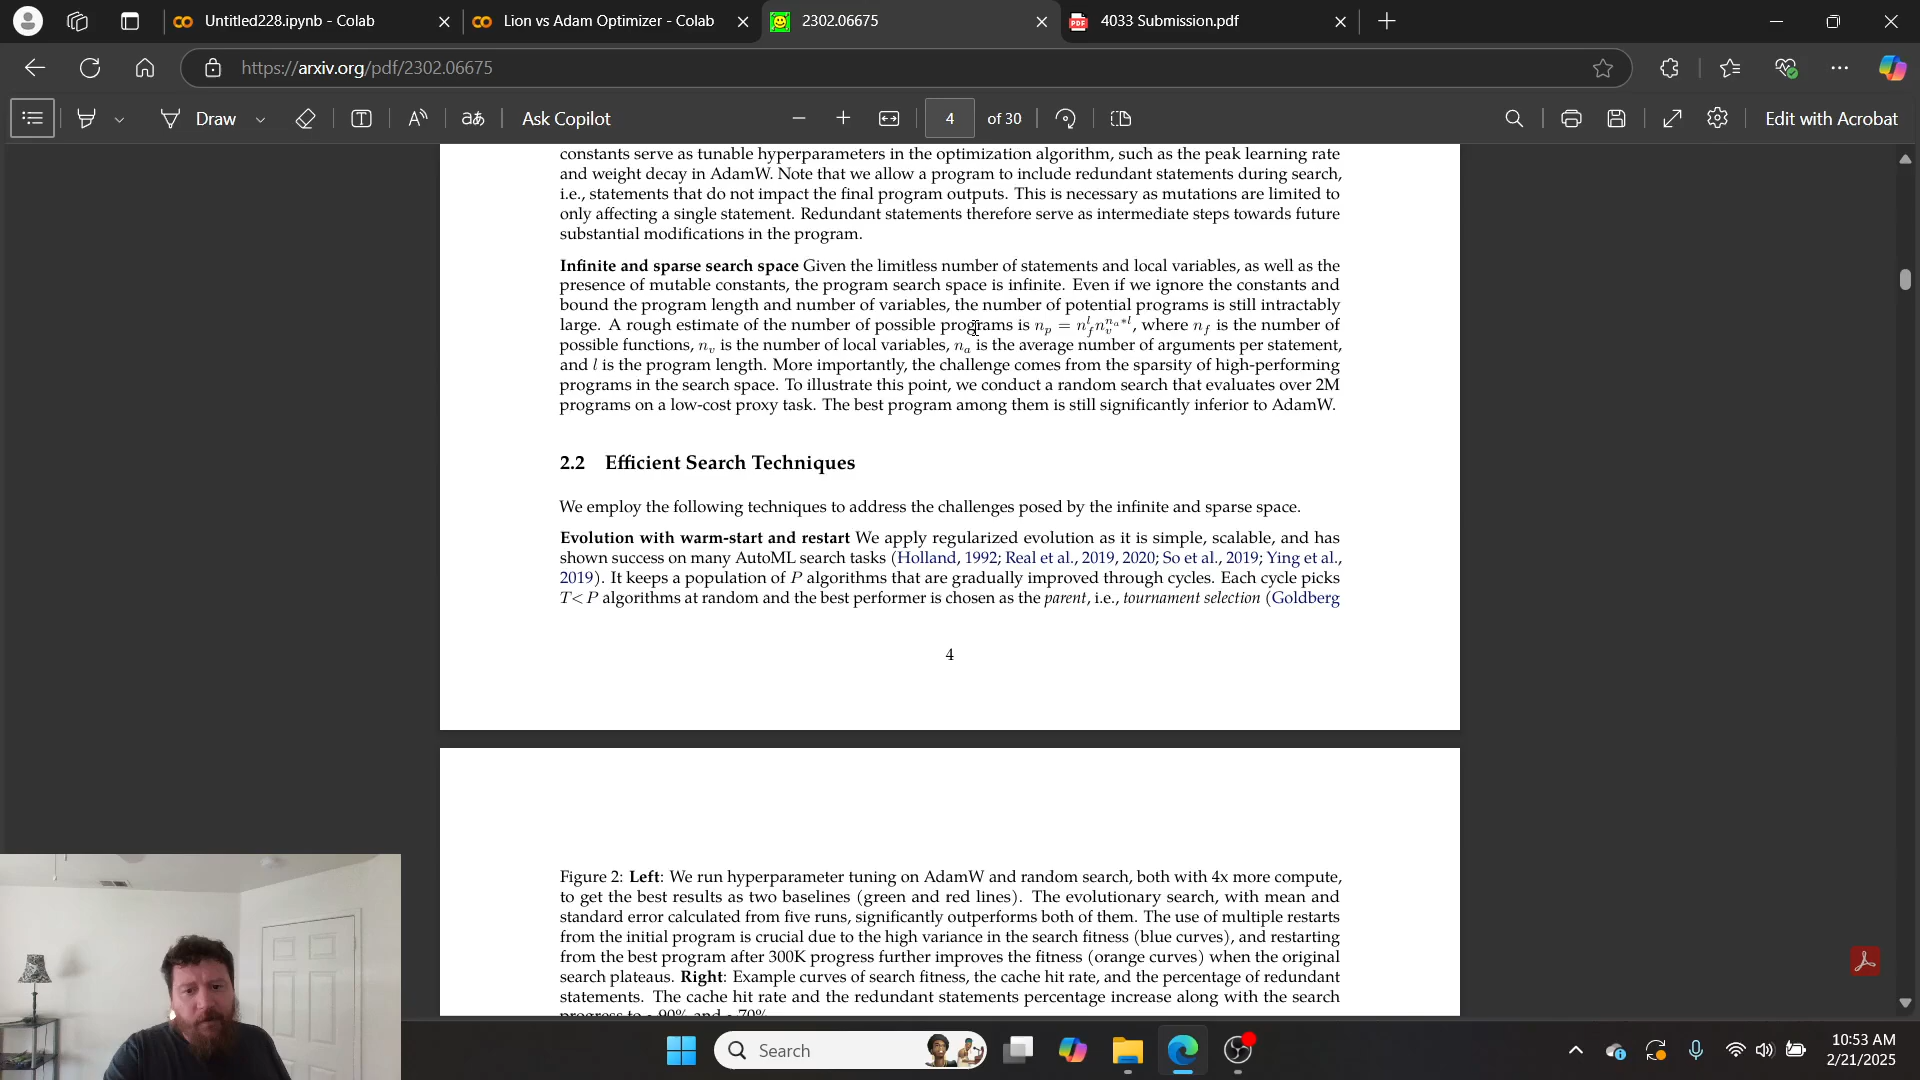 Untitled228.ipynb - Colab
Lion vs Adam Optimizer - Colab
2302.06675
4033 Submission.pdf
https://arxiv.org/pdf/2302.06675
Draw
aあ
Ask Copilot
4
of 30
Edit with Acrobat
constants serve as tunable hyperparameters in the optimization algorithm, such as the peak learning rate
and weight decay in AdamW. Note that we allow a program to include redundant statements during search,
i.e., statements that do not impact the final program outputs. This is necessary as mutations are limited to
only affecting a single statement. Redundant statements therefore serve as intermediate steps towards future
substantial modifications in the program.
Infinite and sparse search space Given the limitless number of statements and local variables, as well as the
presence of mutable constants, the program search space is infinite. Even if we ignore the constants and
bound the program length and number of variables, the number of potential programs is still intractably
large. A rough estimate of the number of possible programs is n_p = n_f^l n_v^{n_a*l}, where n_f is the number of
possible functions, n_v is the number of local variables, n_a is the average number of arguments per statement,
and l is the program length. More importantly, the challenge comes from the sparsity of high-performing
programs in the search space. To illustrate this point, we conduct a random search that evaluates over 2M
programs on a low-cost proxy task. The best program among them is still significantly inferior to AdamW.
2.2 Efficient Search Techniques
We employ the following techniques to address the challenges posed by the infinite and sparse space.
Evolution with warm-start and restart We apply regularized evolution as it is simple, scalable, and has
shown success on many AutoML search tasks (Holland, 1992; Real et al., 2019, 2020; So et al., 2019; Ying et al.,
2019). It keeps a population of P algorithms that are gradually improved through cycles. Each cycle picks
T<P algorithms at random and the best performer is chosen as the parent, i.e., tournament selection (Goldberg
4
Figure 2: Left: We run hyperparameter tuning on AdamW and random search, both with 4x more compute,
to get the best results as two baselines (green and red lines). The evolutionary search, with mean and
standard error calculated from five runs, significantly outperforms both of them. The use of multiple restarts
from the initial program is crucial due to the high variance in the search fitness (blue curves), and restarting
from the best program after 300K progress further improves the fitness (orange curves) when the original
search plateaus. Right: Example curves of search fitness, the cache hit rate, and the percentage of redundant
statements. The cache hit rate and the redundant statements percentage increase along with the search
progress to ~ 90% and ~ 70%.
Search
10:53 AM
2/21/2025